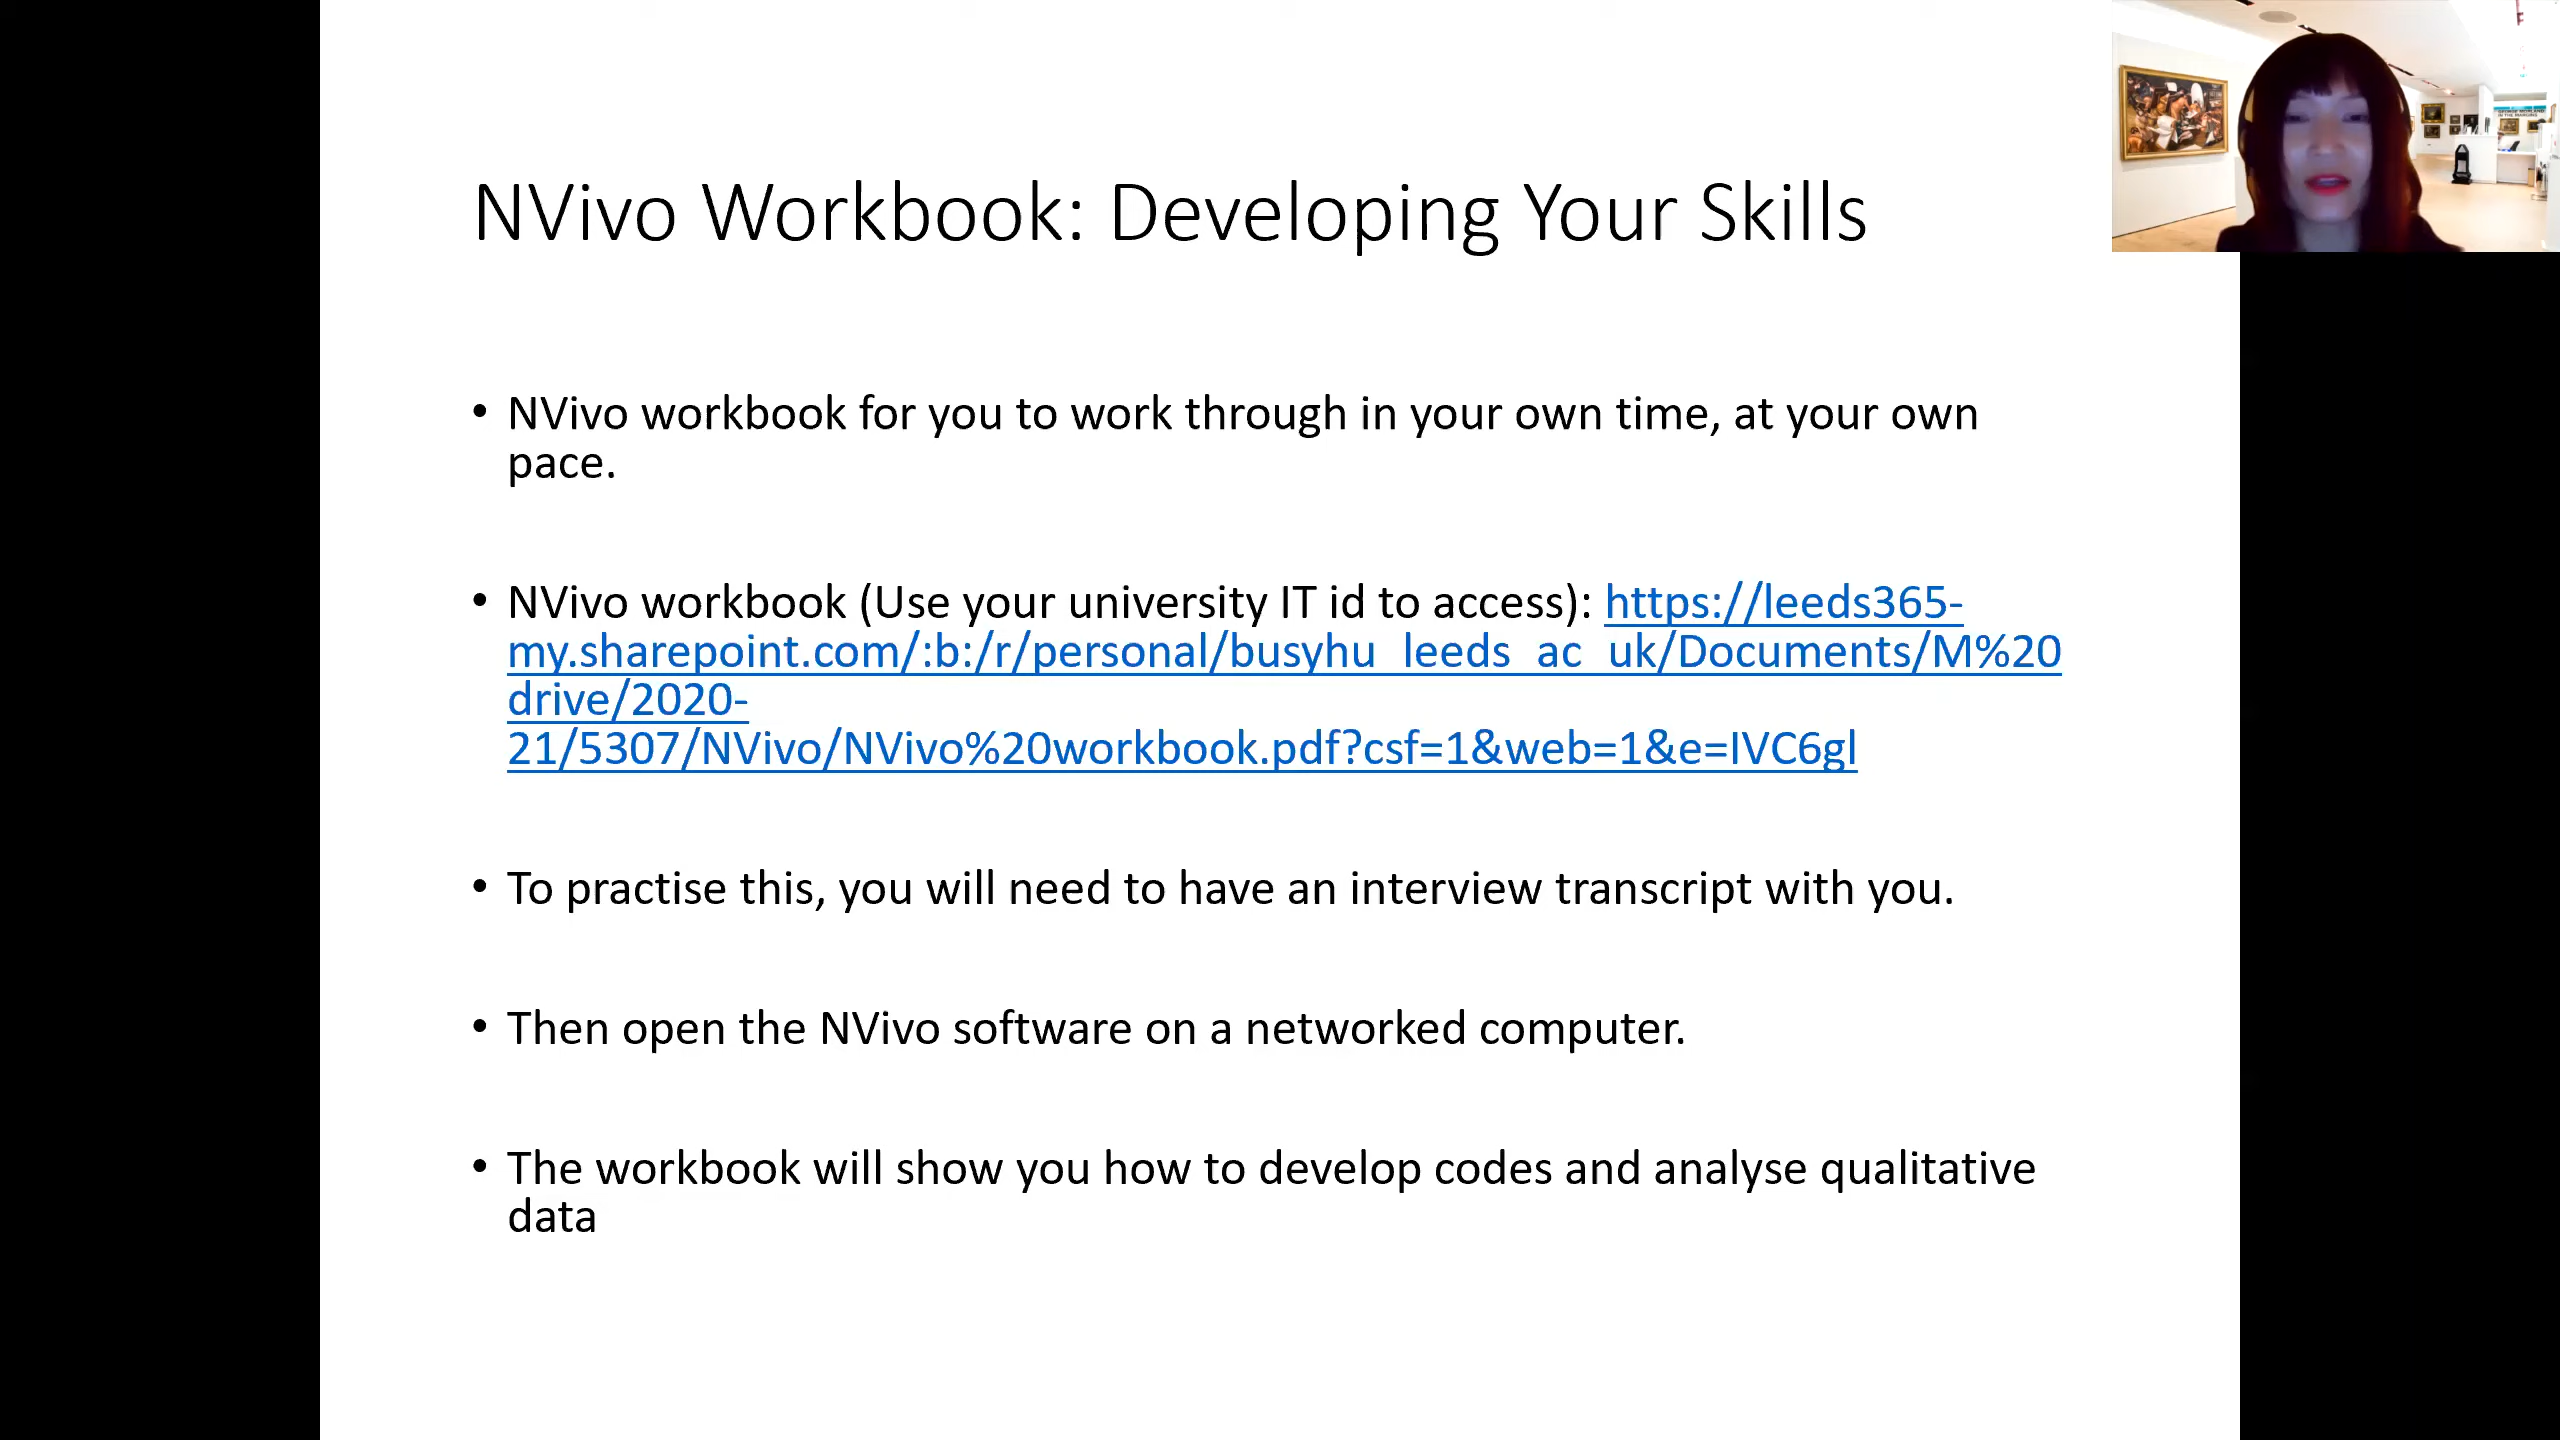 NVivo Workbook: Developing Your Skills
• NVivo workbook for you to work through in your own time, at your own
pace.
• NVivo workbook (Use your university IT id to access): https://leeds365-
my.sharepoint.com/:b:/r/personal/busyhu_leeds_ac_uk/Documents/M%20
drive/2020-
21/5307/NVivo/NVivo%20workbook.pdf?csf=1&web=1&e=IVC6gl
• To practise this, you will need to have an interview transcript with you.
• Then open the NVivo software on a networked computer.
• The workbook will show you how to develop codes and analyse qualitative
data